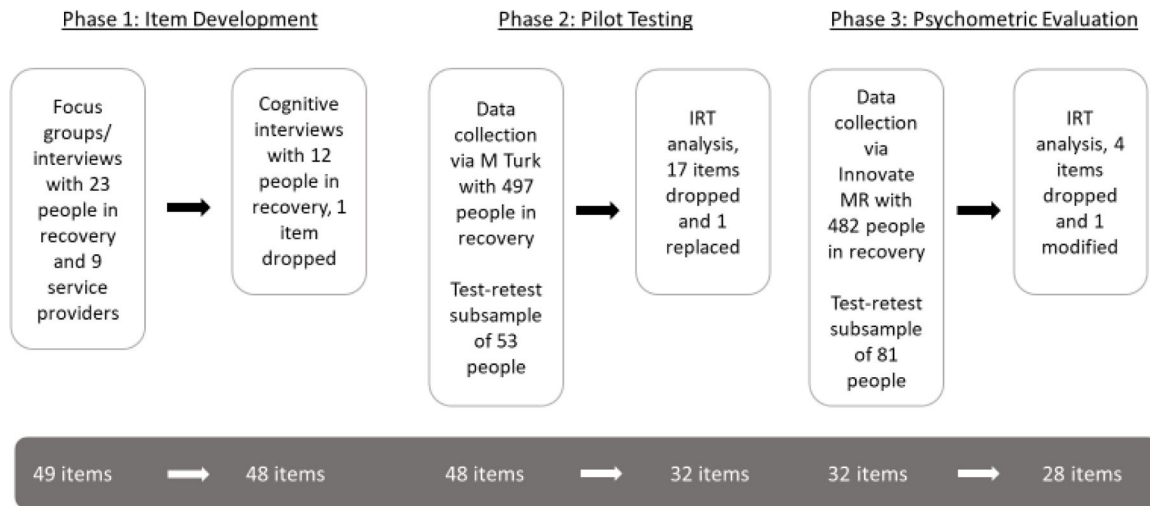 Phase 1: Item Development
Focus
groups/
interviews
with 23
people in
recovery
and 9
service
providers
Cognitive
interviews
with 12
people in
recovery, 1
item
dropped
Phase 2: Pilot Testing
Data
collection
via M Turk
with 497
people in
recovery
Test-retest
subsample
of 53
people
IRT
analysis,
17 items
dropped
and 1
replaced
Phase 3: Psychometric Evaluation
Data
collection
via
Innovate
MR with
482 people
in recovery
Test-retest
subsample
of 81
people
IRT
analysis, 4
items
dropped
and 1
modified
49 items
48 items
48 items
32 items
32 items
28 items